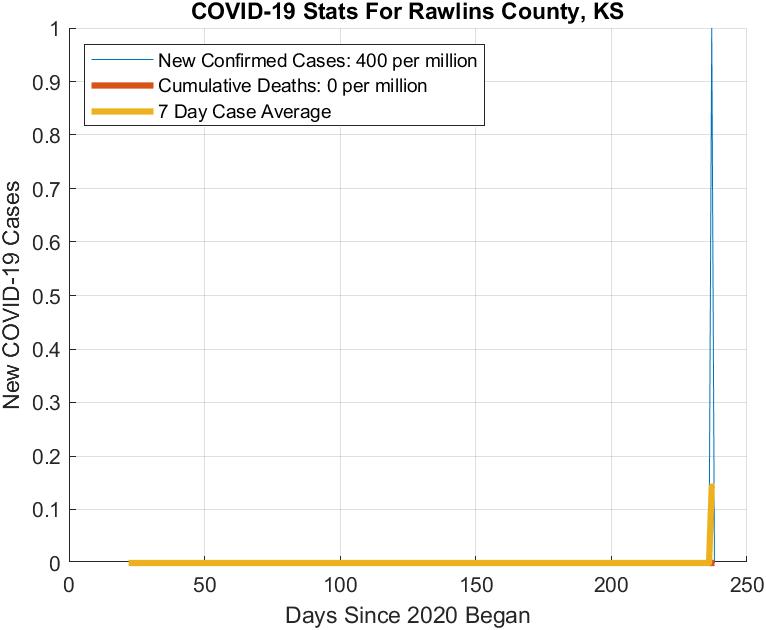 COVID-19 Stats For Rawlins County, KS
New Confirmed Cases: 400 per million
Cumulative Deaths: 0 per million
7 Day Case Average
New COVID-19 Cases
1
0.9
0.8
0.7
0.6
0.5
0.4
0.3
0.2
0.1
0
0 50 100 150 200 250
Days Since 2020 Began